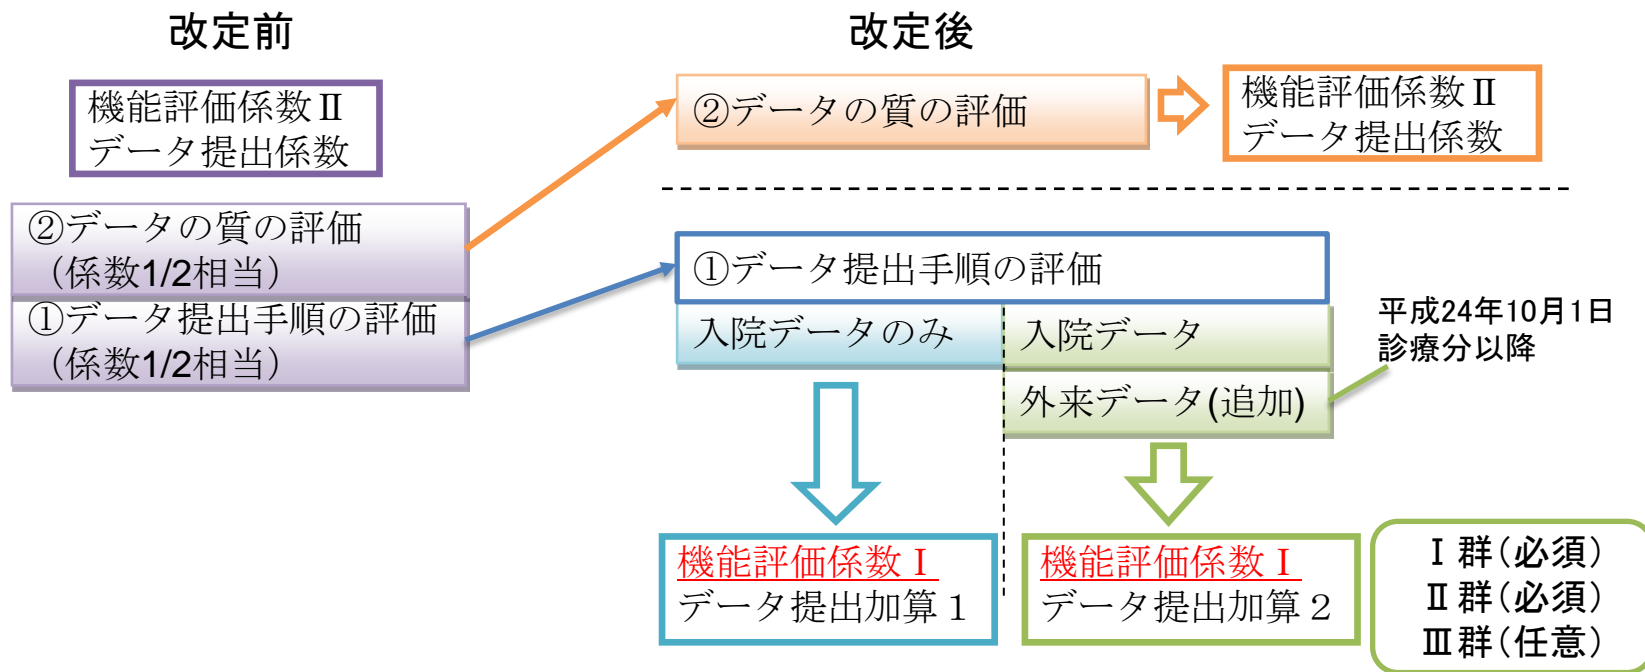 改定前
機能評価係数Ⅱ
データ提出係数
②データの質の評価
（係数1/2相当）
①データ提出手順の評価
（係数1/2相当）
改定後
②データの質の評価
機能評価係数Ⅱ
データ提出係数
①データ提出手順の評価
入院データのみ
入院データ
外来データ(追加)
平成24年10月1日
診療分以降
機能評価係数Ⅰ
データ提出加算１
機能評価係数Ⅰ
データ提出加算２
Ⅰ群（必須）
Ⅱ群（必須）
Ⅲ群（任意）